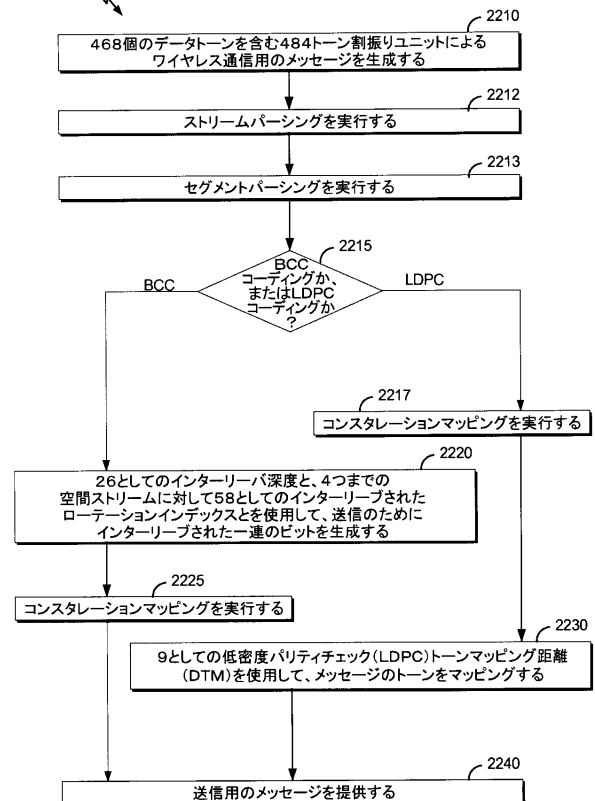 2210
468個のデータトーンを含む484トーン割振りユニットによる
ワイヤレス通信用のメッセージを生成する
2212
ストリームパーシングを実行する
2213
セグメントパーシングを実行する
2215
BCC
コーディングか、
またはLDPC
コーディングか
?
BCC
LDPC
2217
コンスタレーションマッピングを実行する
2220
26としてのインターリーバ深度と、4つまでの
空間ストリームに対して58としてのインターリーブされた
ローテーションインデックスとを使用して、送信のために
インターリーブされた一連のビットを生成する
2225
コンスタレーションマッピングを実行する
2230
9としての低密度パリティチェック(LDPC)トーンマッピング距離
(DTM)を使用して、メッセージのトーンをマッピングする
2240
送信用のメッセージを提供する